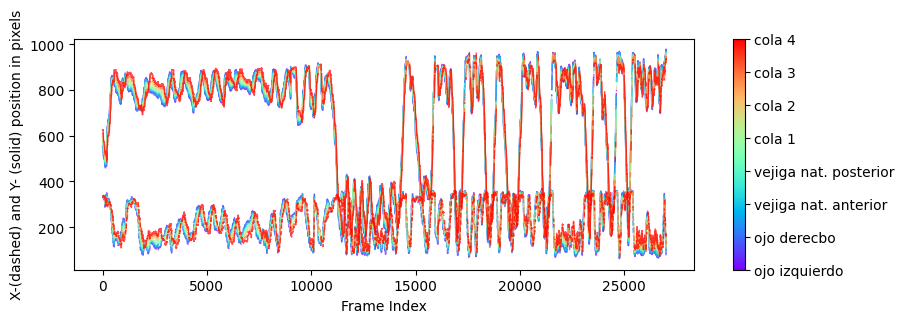 X-(dashed) and Y- (solid) position in pixels
1000
800
600
400
200
0
5000
10000
15000
20000
25000
Frame Index
cola 4
cola 3
cola 2
cola 1
vejiga nat. posterior
vejiga nat. anterior
ojo derecbo
ojo izquierdo